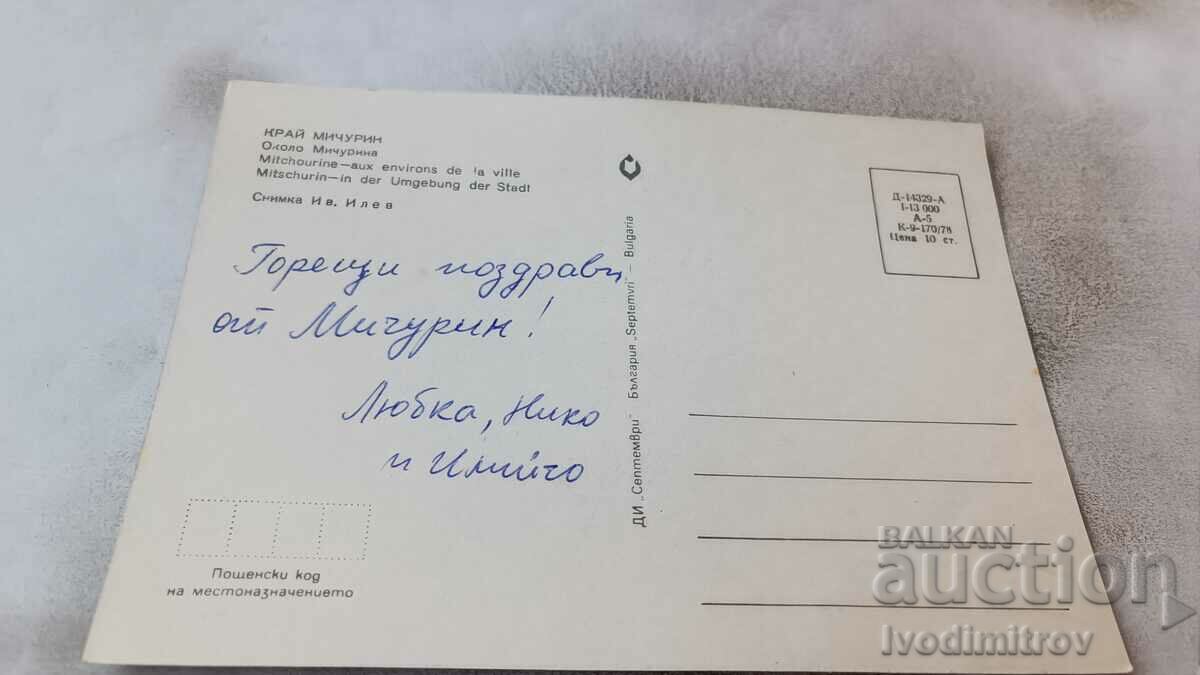 КРАЙ МИЧУРИН
Около Мичурина
Mitchourine—aux environs de la ville
Mitschurin—in der Umgebung der Stadt
Снимка Ив. Илев
Горещи поздрави
от Мичурин!
Любка, Нико
и Илийчо
Пощенски код
на местоназначението
ДИ „Септември" България „Septemvri" — Bulgaria
Д-14329-А
I-13 000
А-5
К-9-170/78
Цена 10 ст.
BALKAN
auction
Ivodimitrov